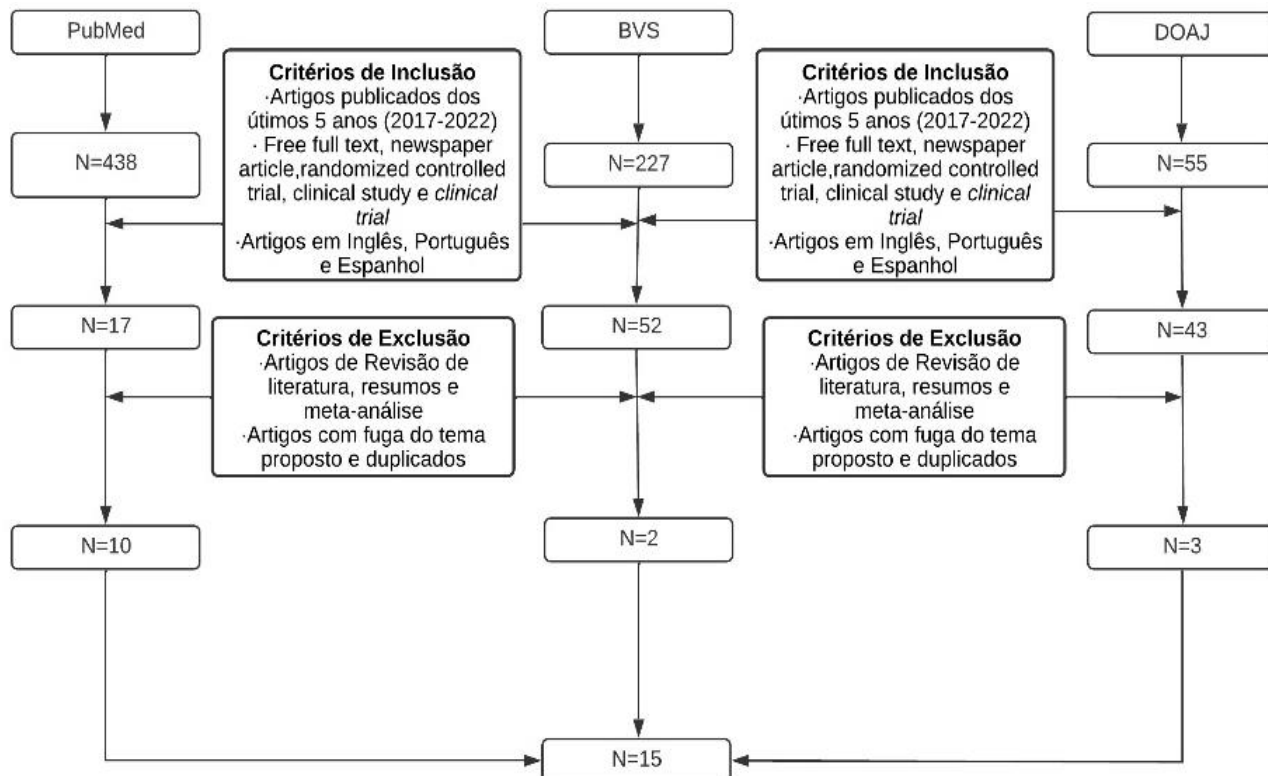 PubMed
BVS
DOAJ
Critérios de Inclusão
·Artigos publicados dos
útimos 5 anos (2017-2022)
· Free full text, newspaper
article,randomized controlled
trial, clinical study e clinical
trial
·Artigos em Inglês, Português
e Espanhol
Critérios de Inclusão
·Artigos publicados dos
útimos 5 anos (2017-2022)
· Free full text, newspaper
article,randomized controlled
trial, clinical study e clinical
trial
·Artigos em Inglês, Português
e Espanhol
N=438
N=227
N=55
N=17
N=52
N=43
Critérios de Exclusão
·Artigos de Revisão de
literatura, resumos e
meta-análise
·Artigos com fuga do tema
proposto e duplicados
Critérios de Exclusão
·Artigos de Revisão de
literatura, resumos e
meta-análise
·Artigos com fuga do tema
proposto e duplicados
N=10
N=2
N=3
N=15